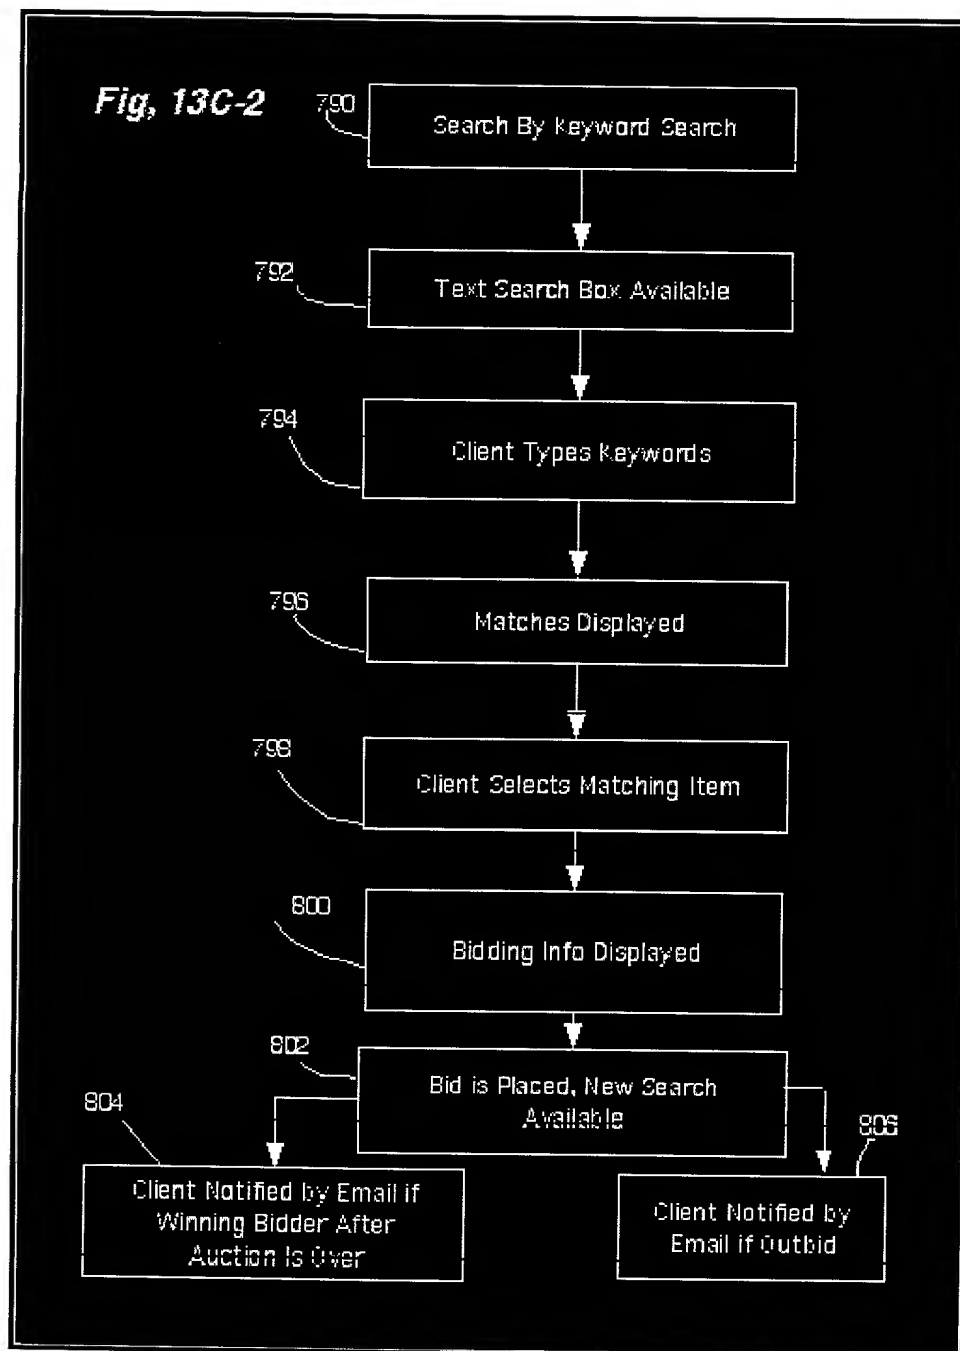 Fig, 13C-2
790
Search By Keyword Search
792
Text Search Box Available
794
Client Types Keywords
796
Matches Displayed
798
Client Selects Matching Item
800
Bidding Info Displayed
802
Bid is Placed, New Search
Available
804
Client Notified by Email if
Winning Bidder After
Auction Is Over
806
Client Notified by
Email if Outbid